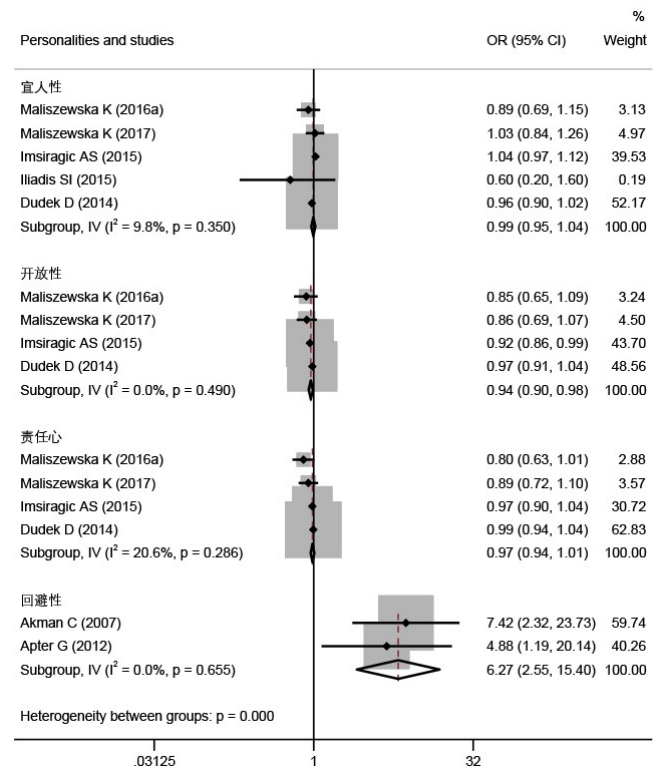 %
Personalities and studies OR (95% CI) Weight
宜人性
Maliszewska K (2016a) 0.89 (0.69, 1.15) 3.13
Maliszewska K (2017) 1.03 (0.84, 1.26) 4.97
Imsiragic AS (2015) 1.04 (0.97, 1.12) 39.53
Iliadis SI (2015) 0.60 (0.20, 1.60) 0.19
Dudek D (2014) 0.96 (0.90, 1.02) 52.17
Subgroup, IV (I² = 9.8%, p = 0.350) 0.99 (0.95, 1.04) 100.00
开放性
Maliszewska K (2016a) 0.85 (0.65, 1.09) 3.24
Maliszewska K (2017) 0.86 (0.69, 1.07) 4.50
Imsiragic AS (2015) 0.92 (0.86, 0.99) 43.70
Dudek D (2014) 0.97 (0.91, 1.04) 48.56
Subgroup, IV (I² = 0.0%, p = 0.490) 0.94 (0.90, 0.98) 100.00
责任心
Maliszewska K (2016a) 0.80 (0.63, 1.01) 2.88
Maliszewska K (2017) 0.89 (0.72, 1.10) 3.57
Imsiragic AS (2015) 0.97 (0.90, 1.04) 30.72
Dudek D (2014) 0.99 (0.94, 1.04) 62.83
Subgroup, IV (I² = 20.6%, p = 0.286) 0.97 (0.94, 1.01) 100.00
回避性
Akman C (2007) 7.42 (2.32, 23.73) 59.74
Apter G (2012) 4.88 (1.19, 20.14) 40.26
Subgroup, IV (I² = 0.0%, p = 0.655) 6.27 (2.55, 15.40) 100.00
Heterogeneity between groups: p = 0.000
.03125 1 32